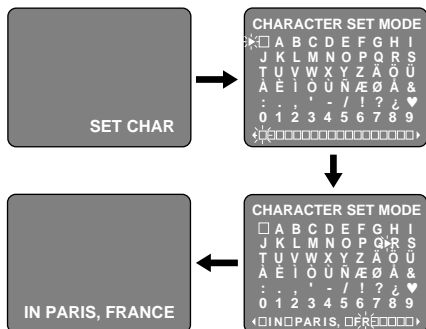 SET CHAR
CHARACTER SET MODE
□ A B C D E F G H I
J K L M N O P Q R S
T U V W X Y Z Ä Ö Ü
À È Ì Ò Ù Ñ Æ Ø Å &
: . , ' - / ! ? ¿ ♥
0 1 2 3 4 5 6 7 8 9
CHARACTER SET MODE
□ A B C D E F G H I
J K L M N O P Q R S
T U V W X Y Z Ä Ö Ü
À È Ì Ò Ù Ñ Æ Ø Å &
: . , ' - / ! ? ¿ ♥
0 1 2 3 4 5 6 7 8 9
□IN□PARIS, □FR□□□□
IN PARIS, FRANCE